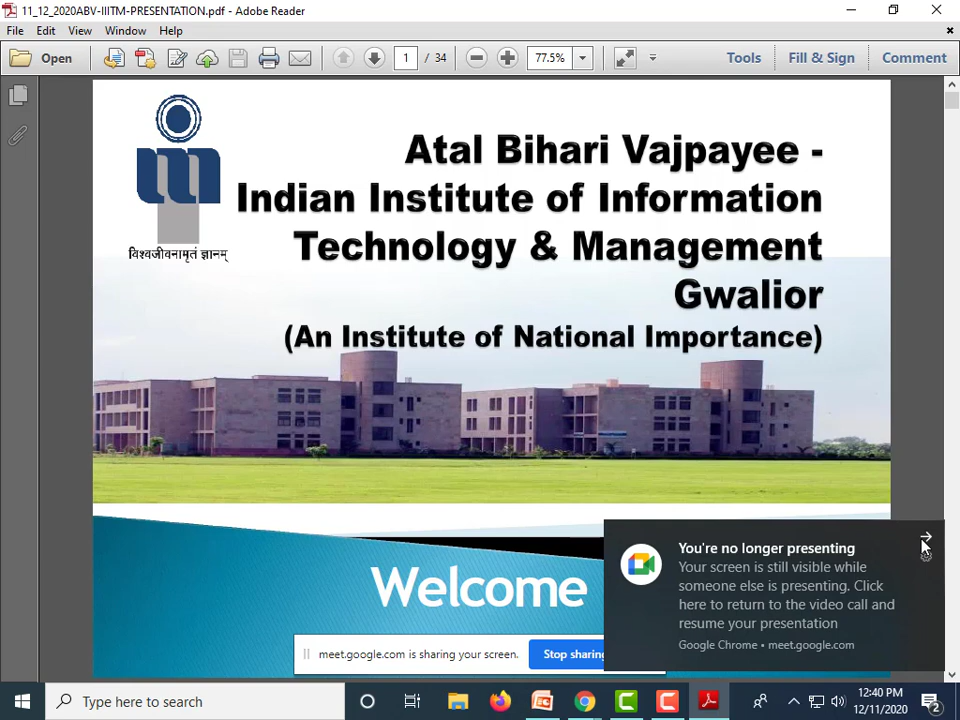 11_12_2020ABV-IIITM-PRESENTATION.pdf - Adobe Reader
File Edit View Window Help
Open 1 / 34 77.5% Tools Fill & Sign Comment
विश्वजीवनामृतं ज्ञानम्
Atal Bihari Vajpayee -
Indian Institute of Information
Technology & Management
Gwalior
(An Institute of National Importance)
Welcome
You're no longer presenting
Your screen is still visible while
someone else is presenting. Click
here to return to the video call and
resume your presentation
Google Chrome • meet.google.com
meet.google.com is sharing your screen. Stop sharing
Type here to search
12:40 PM
12/11/2020
2